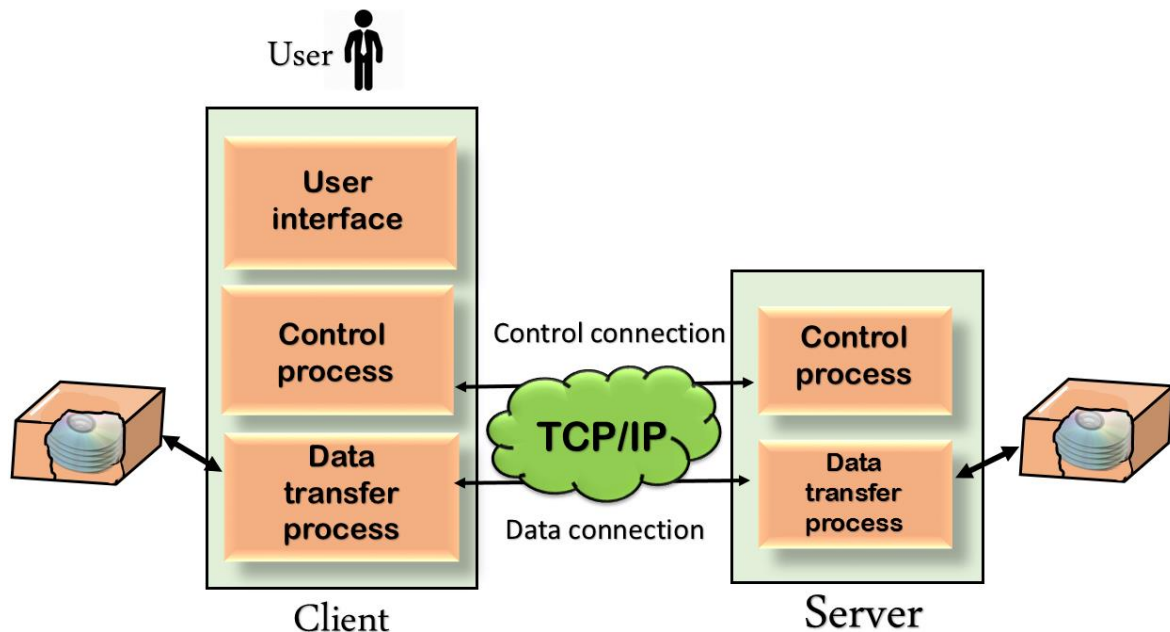 User
User
interface
Control
process
Data
transfer
process
Client
Control connection
TCP/IP
Data connection
Control
process
Data
transfer
process
Server